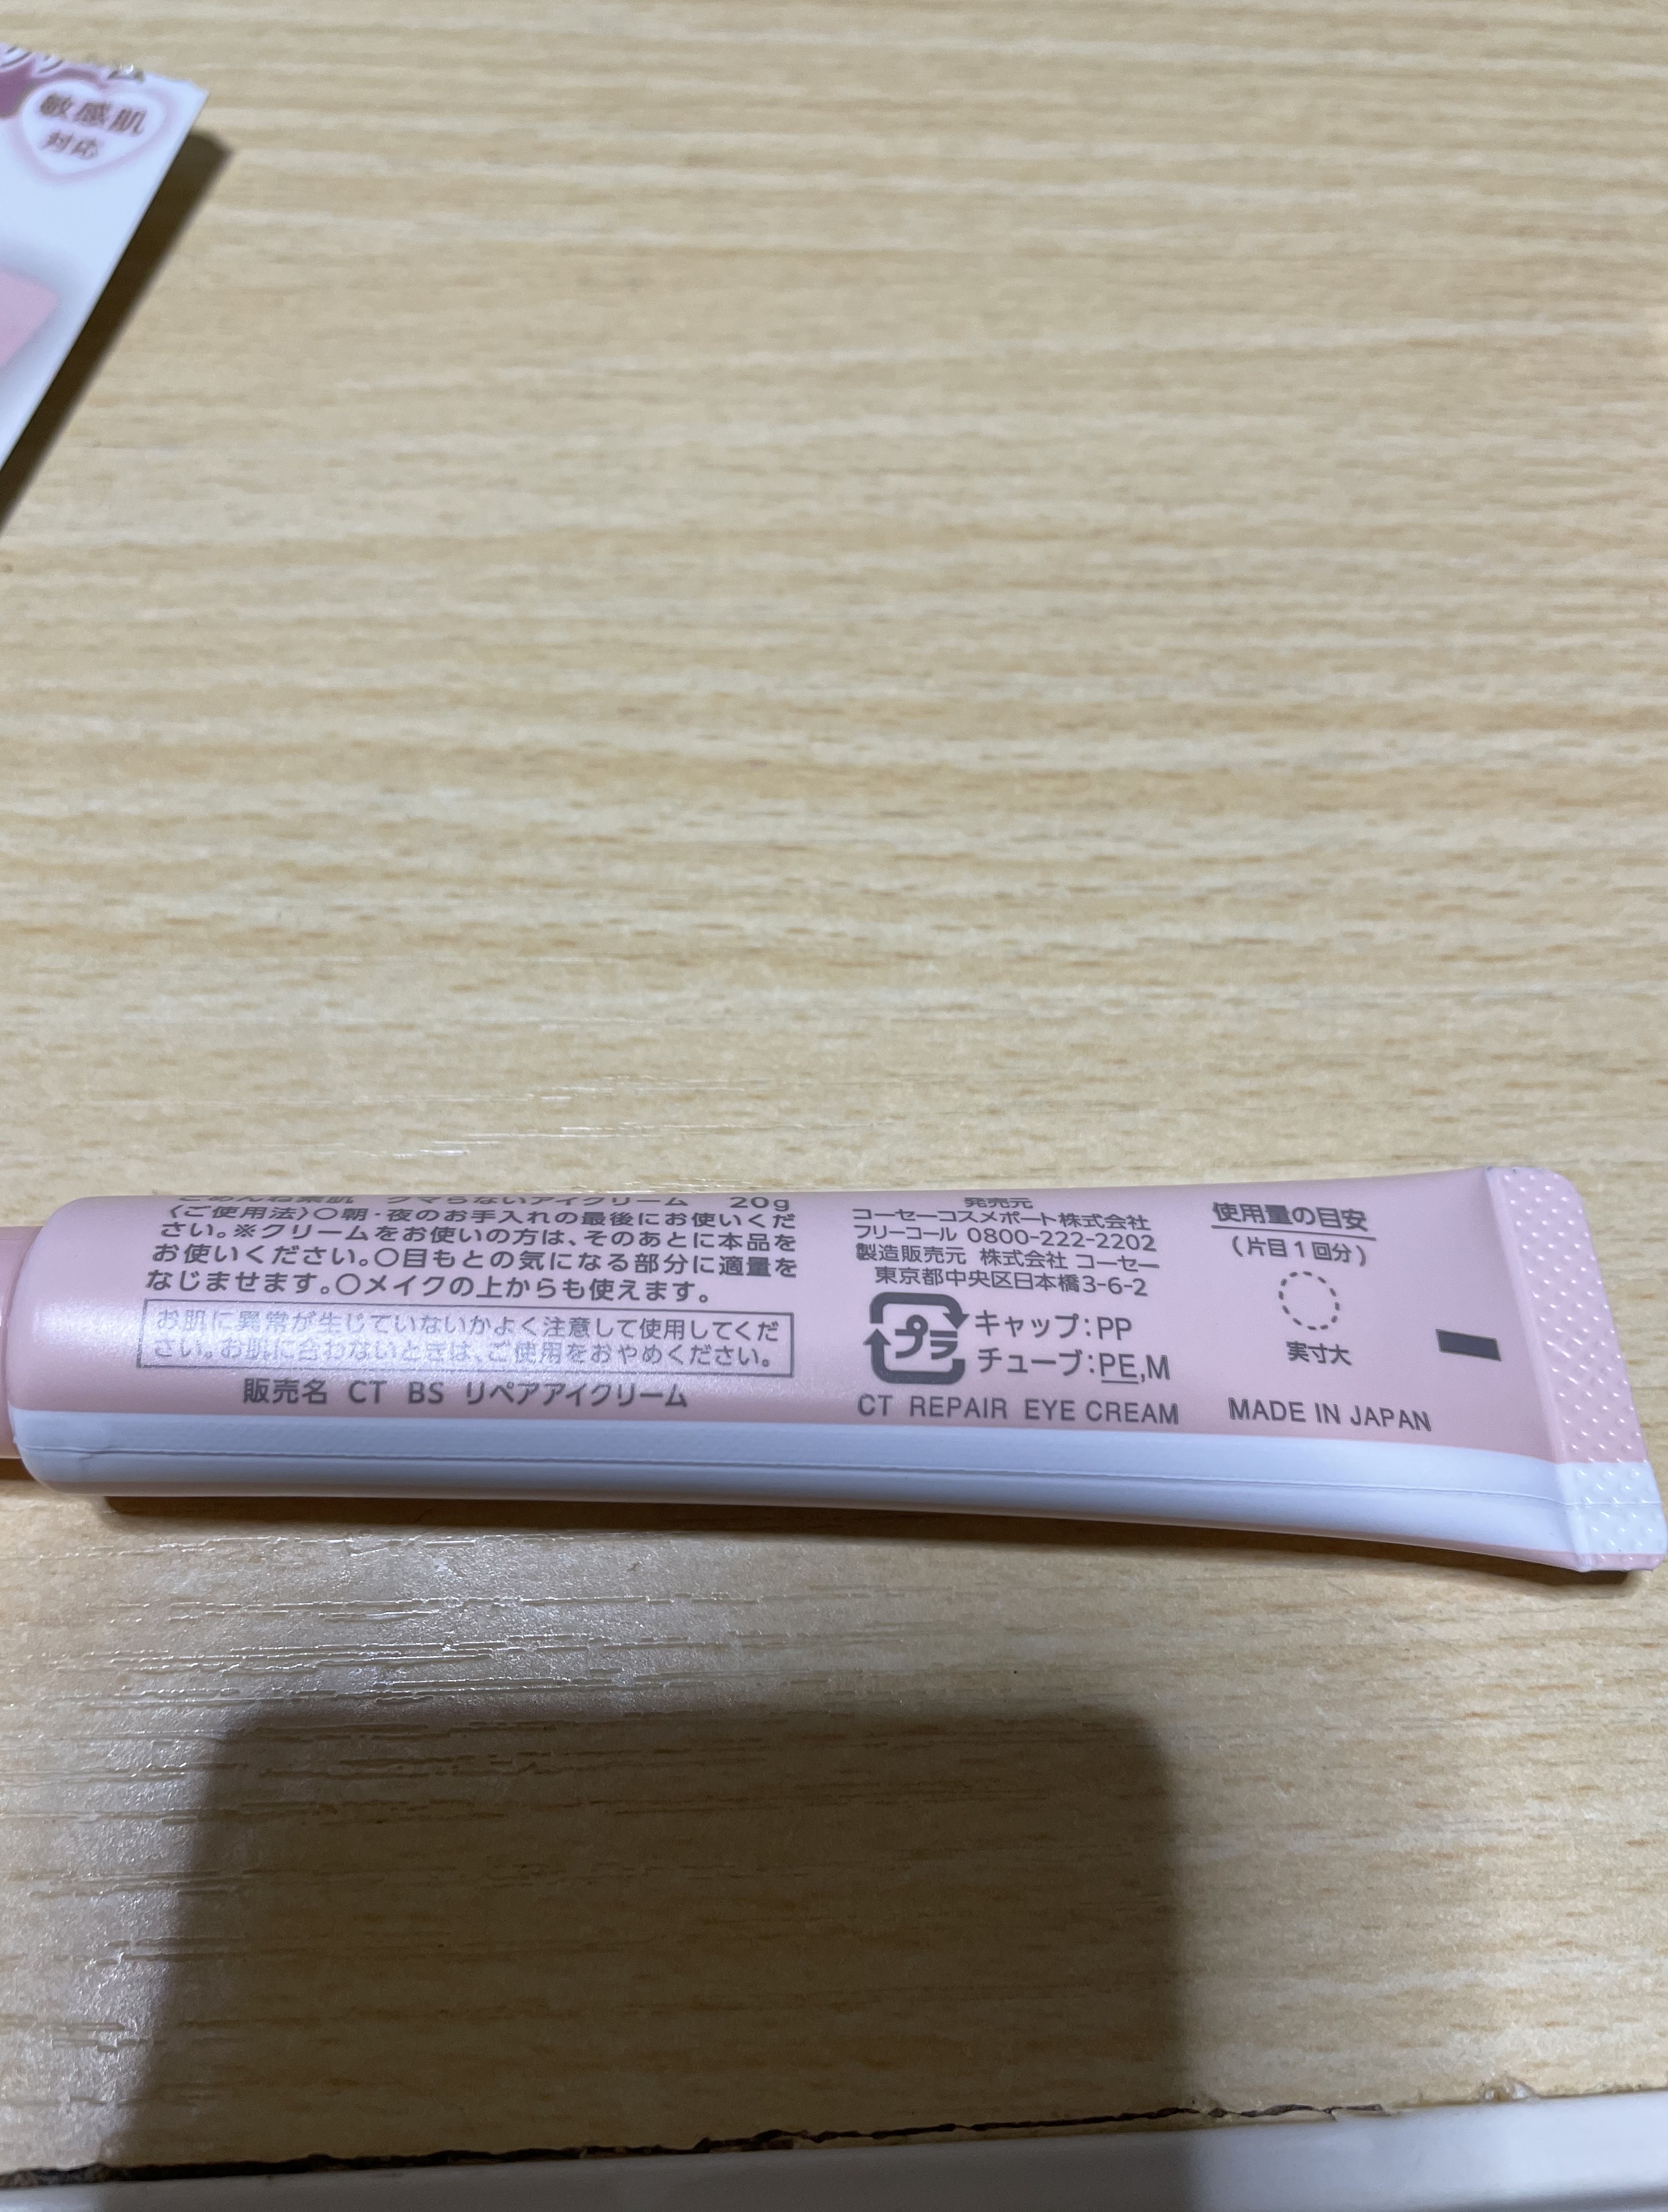 敏感肌
対応
クマらないアイクリーム 20g
〈ご使用法〉〇朝・夜のお手入れの最後にお使いくだ
さい。※クリームをお使いの方は、そのあとに本品を
お使いください。〇目もとの気になる部分に適量を
なじませます。〇メイクの上からも使えます。
お肌に異常が生じていないかよく注意して使用してくだ
さい。お肌に合わないときは、ご使用をおやめください。
販売名 CT BS リペアアイクリーム
発売元
コーセーコスメポート株式会社
フリーコール 0800-222-2202
製造販売元 株式会社 コーセー
東京都中央区日本橋3-6-2
プラ
キャップ:PP
チューブ:PE,M
CT REPAIR EYE CREAM
使用量の目安
(片目1回分)
実寸大
MADE IN JAPAN